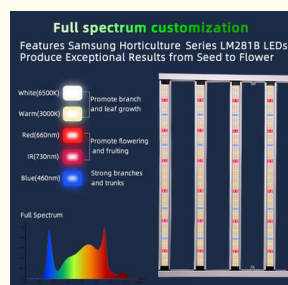 Full spectrum customization
Features Samsung Horticulture Series LM281B LEDs
Produce Exceptional Results from Seed to Flower
White(6500K)
Promote branch
and leaf growth
Warm(3000K)
Red(660nm)
Promote flowering
and fruiting
IR(730nm)
Blue(460nm)
Strong branches
and trunks
Full Spectrum